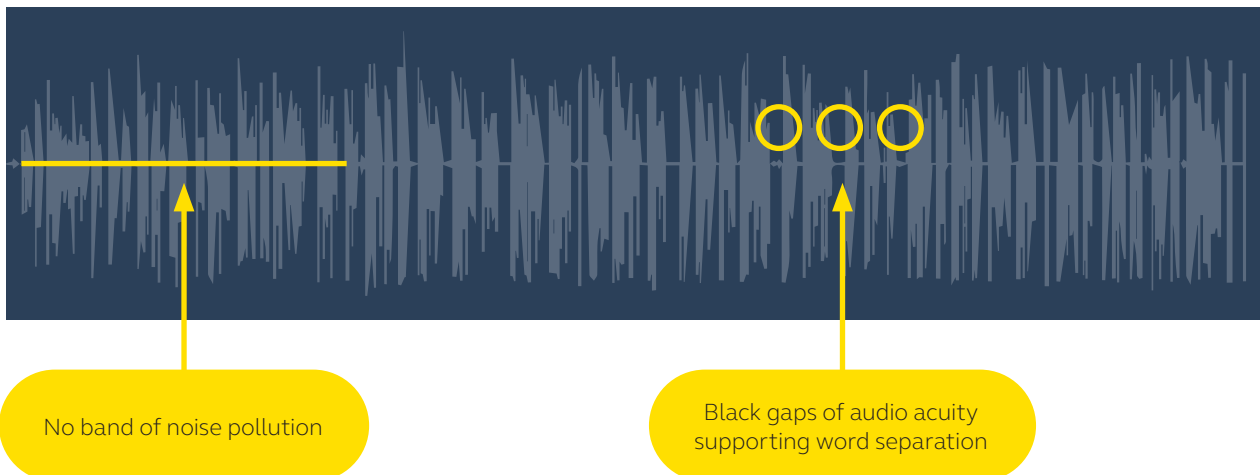 No band of noise pollution
Black gaps of audio acuity
supporting word separation